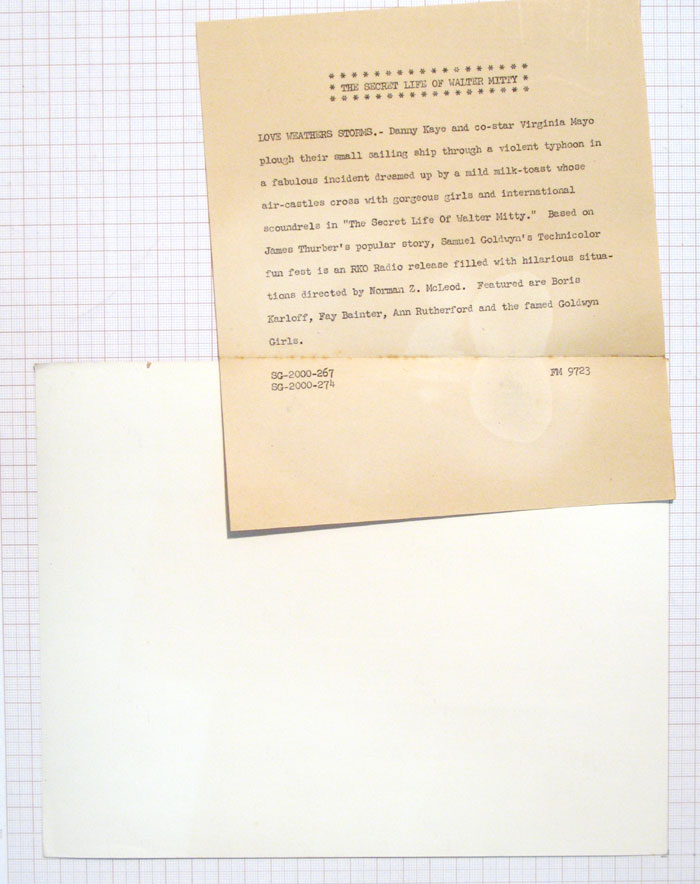 * * * * * * * * * * * * * * * * * *
* THE SECRET LIFE OF WALTER MITTY *
* * * * * * * * * * * * * * * * * *
LOVE WEATHERS STORMS.- Danny Kaye and co-star Virginia Mayo
plough their small sailing ship through a violent typhoon in
a fabulous incident dreamed up by a mild milk-toast whose
air-castles cross with gorgeous girls and international
scoundrels in "The Secret Life Of Walter Mitty." Based on
James Thurber's popular story, Samuel Goldwyn's Technicolor
fun fest is an RKO Radio release filled with hilarious situa-
tions directed by Norman Z. McLeod. Featured are Boris
Karloff, Fay Bainter, Ann Rutherford and the famed Goldwyn
Girls.
SG-2000-267 FM 9723
SG-2000-274